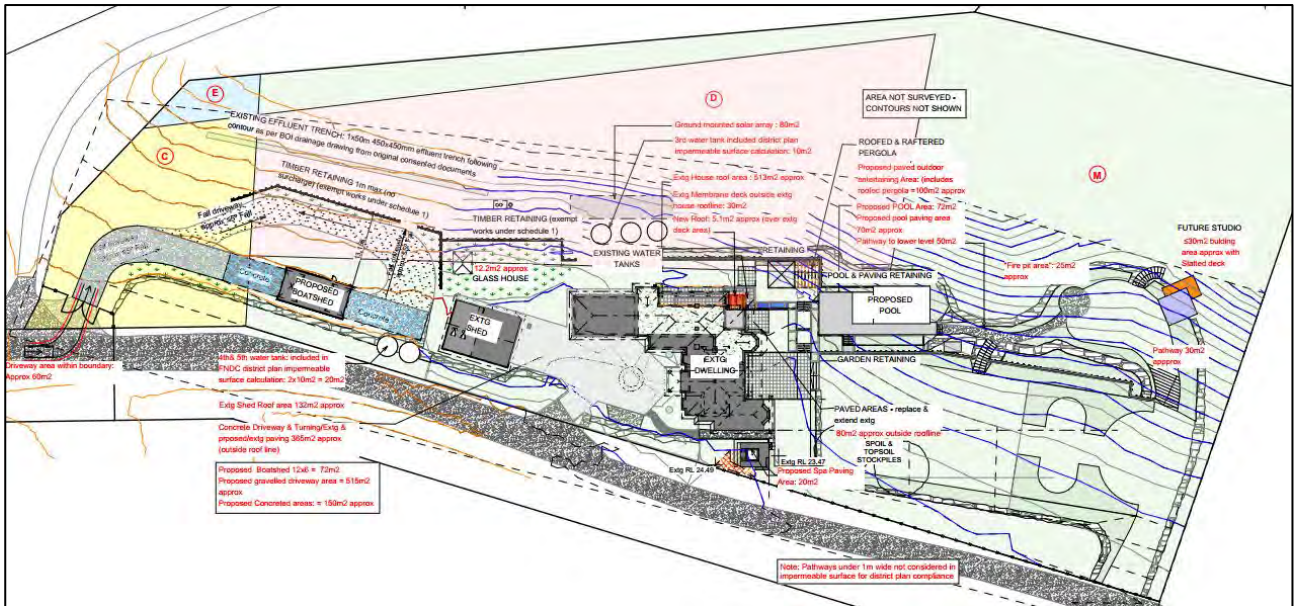 E
D
C
M
EXISTING EFFLUENT TRENCH: 1x50m 450x450mm effluent trench following
contour as per BOI drainage drawing from original consented
documents
TIMBER RETAINING 1m max (no
surcharge) (exempt works under schedule 1)
Fall driveway
Ground mounted solar array : 80m2
3rd water tank included district plan
impermeable surface calculation: 10m2
Extg House roof area : 513m2 approx
Extg Membrane deck outside extg
house roofline: 30m2
New Roof: 5.1m2 approx (over extg
deck area)
AREA NOT SURVEYED -
CONTOURS NOT SHOWN
ROOFED & RAFTERED
PERGOLA
Proposed paved outdoor
entertaining Area: (includes
roofed pergola =100m2 approx
Proposed POOL Area: 72m2
Proposed pool paving area
70m2 approx
Pathway to lower level 50m2
FUTURE STUDIO
≤30m2 bulding
area approx with
Slatted deck
TIMBER RETAINING (exempt
works under schedule 1)
EXISTING WATER
TANKS
RETAINING
12.2m2 approx
GLASS HOUSE
POOL & PAVING RETAINING
"Fire pit area": 25m2
approx
Concrete
PROPOSED
BOATSHED
Concrete
EXTG
SHED
PROPOSED
POOL
EXTG
DWELLING
GARDEN RETAINING
Pathway 30m2
appprox
Driveway area within boundary:
Approx 60m2
4th& 5th water tank: included in
FNDC district plan impermeable
surface calculation: 2x10m2 = 20m2
Extg Shed Roof area 132m2 approx
Concrete Driveway & Turning/Extg &
prposed/extg paving 365m2 approx
(outside roof line)
Proposed Boatshed 12x6 = 72m2
Proposed gravelled driveway area = 515m2
approx
Proposed Concreted areas: = 150m2 approx
PAVED AREAS - replace &
extend extg
80m2 approx outside roofline
SPOIL &
TOPSOIL
STOCKPILES
Extg RL 24.49
Extg RL 23.47
Proposed Spa Paving
Area: 20m2
Note: Pathways under 1m wide not considered in
impermeable surface for district plan compliance